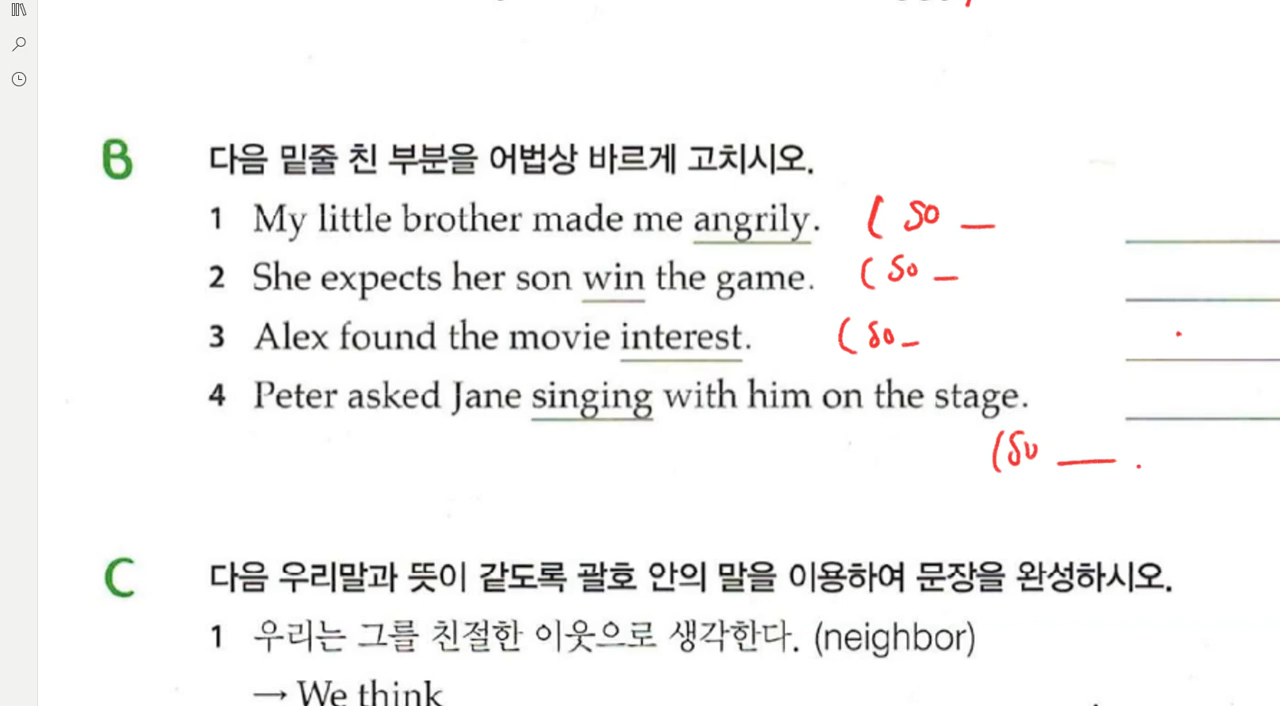 B 다음 밑줄 친 부분을 어법상 바르게 고치시오.
1 My little brother made me angrily. ( so —
2 She expects her son win the game. ( so —
3 Alex found the movie interest. ( so —
4 Peter asked Jane singing with him on the stage.
( so — .
C 다음 우리말과 뜻이 같도록 괄호 안의 말을 이용하여 문장을 완성하시오.
1 우리는 그를 친절한 이웃으로 생각한다. (neighbor)
→ We think